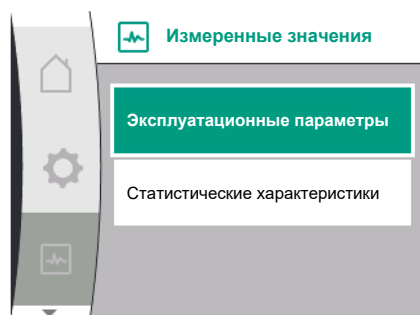 Измеренные значения
Эксплуатационные параметры
Статистические характеристики